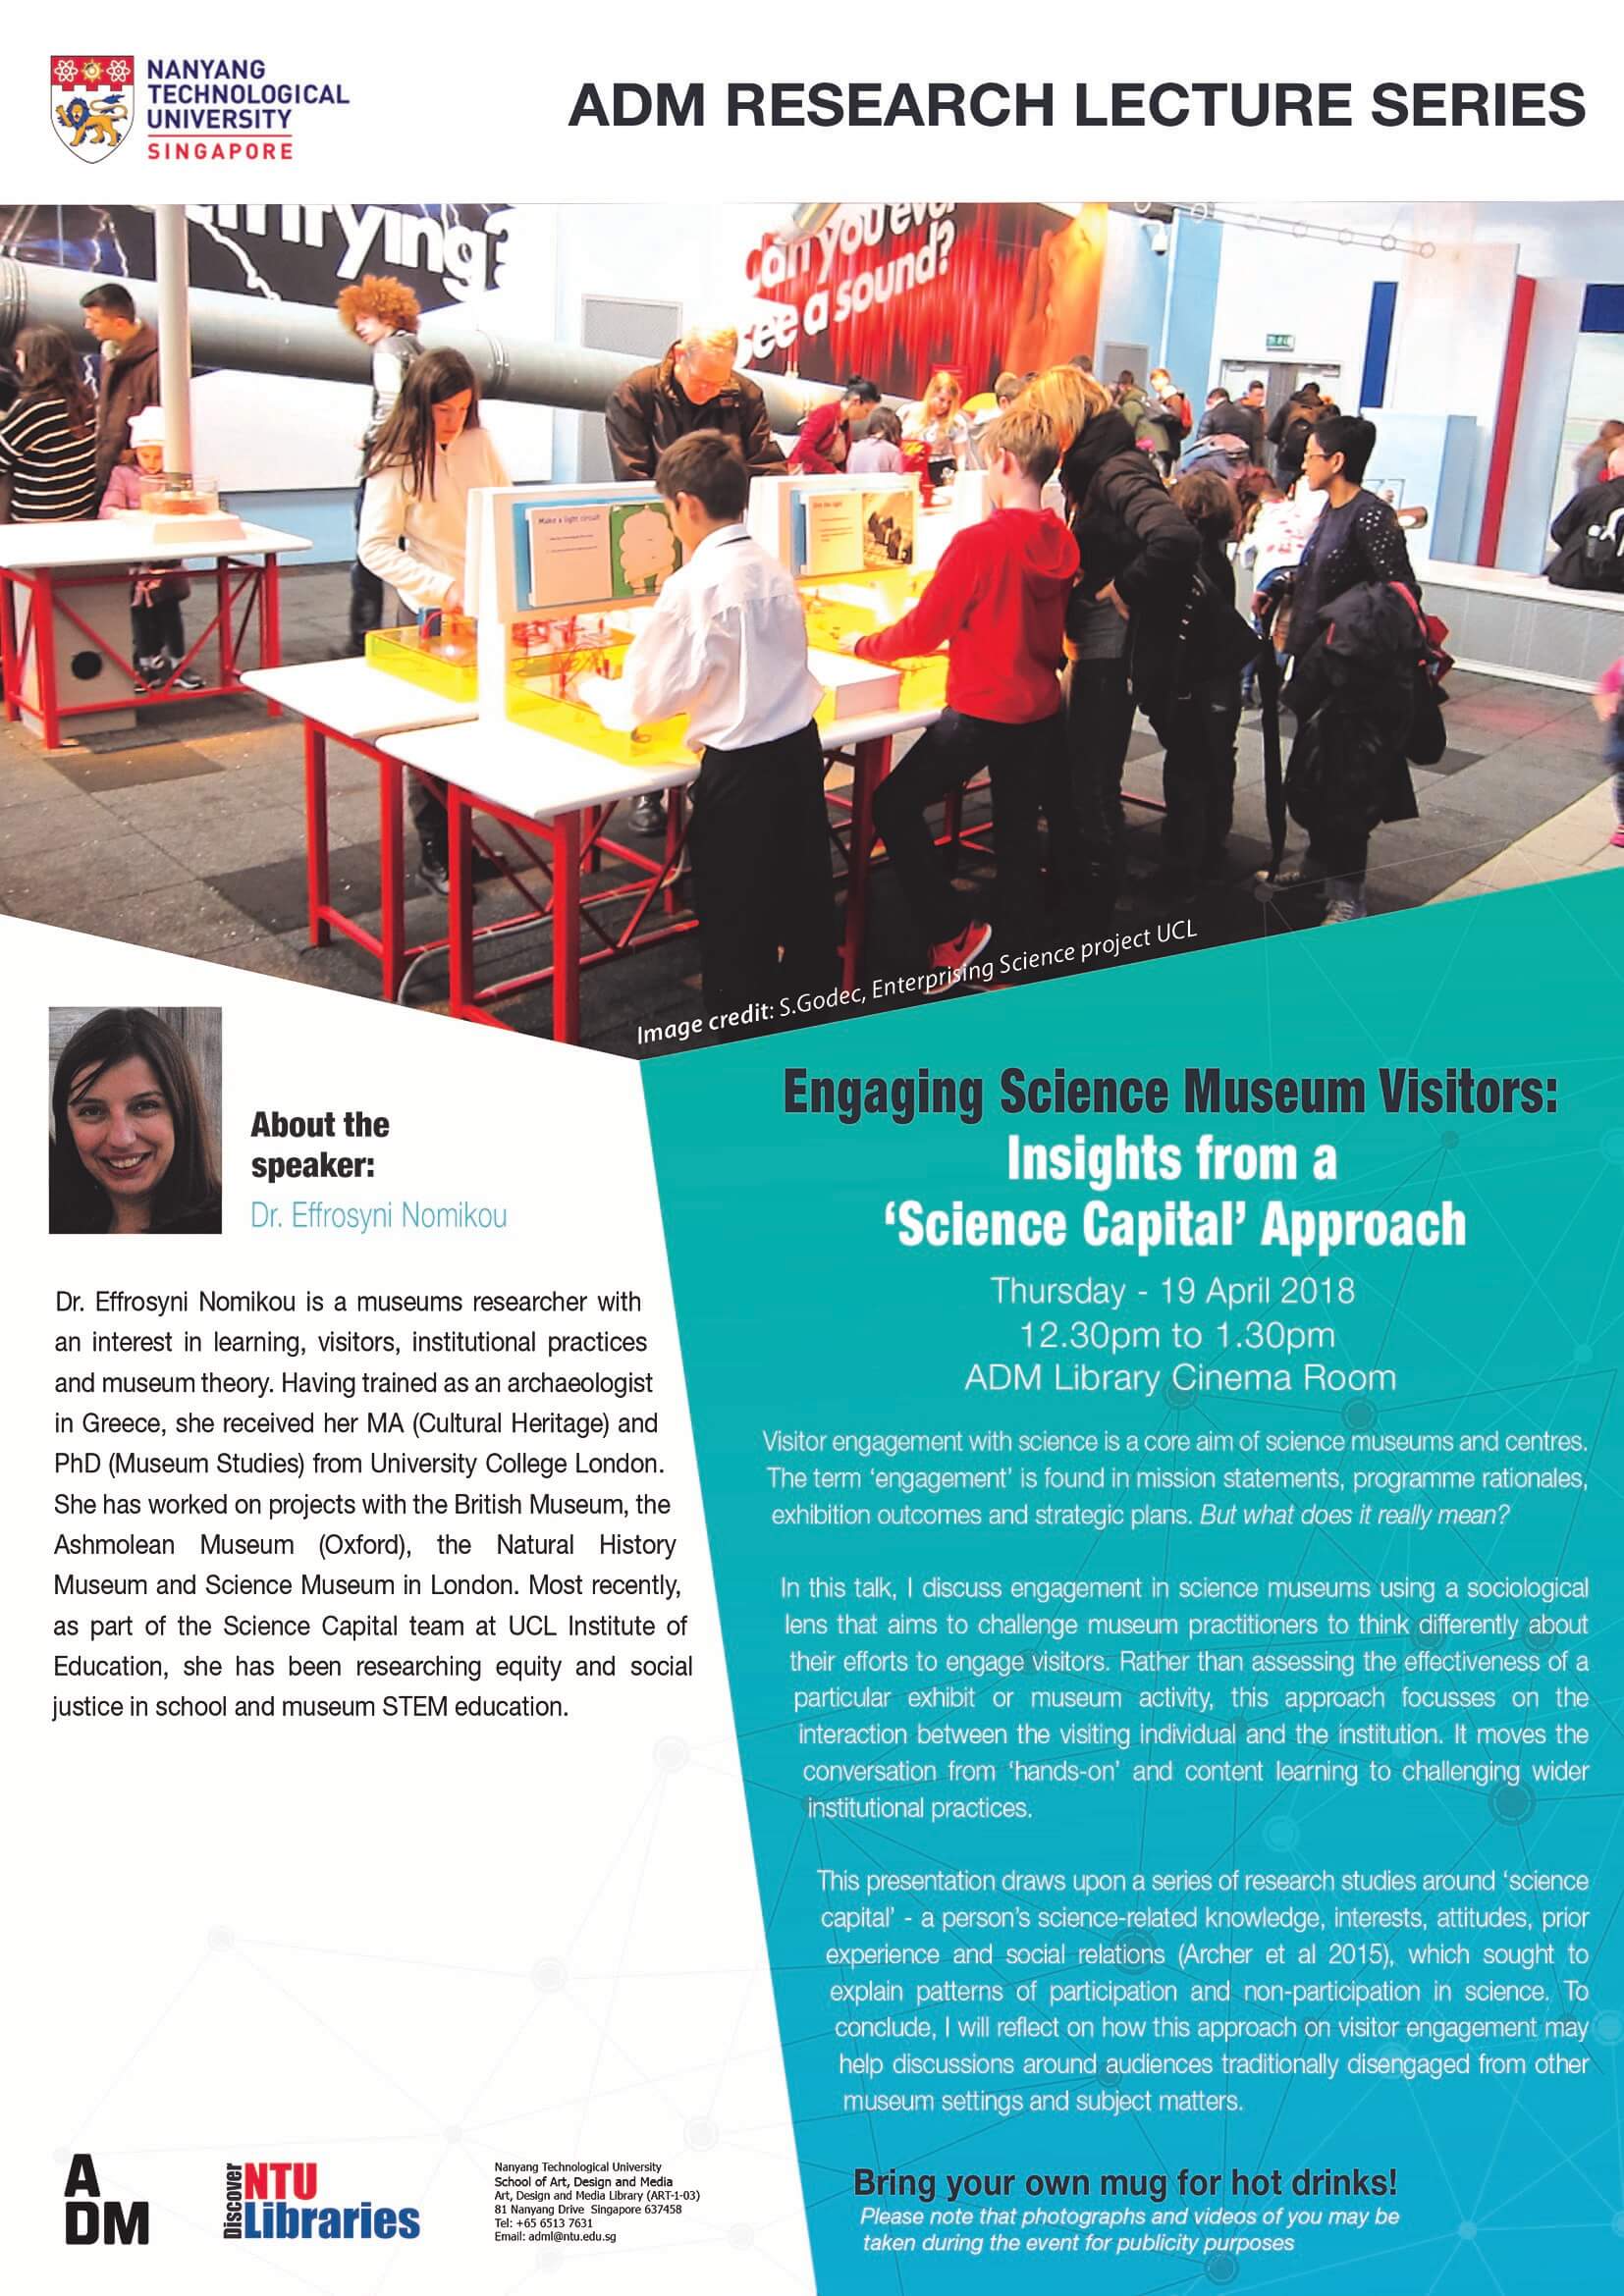 NANYANG
TECHNOLOGICAL
UNIVERSITY
SINGAPORE
ADM RESEARCH LECTURE SERIES
can you ever
see a sound?
Make a light circuit
Image credit: S.Godec, Enterprising Science project UCL
About the
speaker:
Dr. Effrosyni Nomikou
Dr. Effrosyni Nomikou is a museums researcher with
an interest in learning, visitors, institutional practices
and museum theory. Having trained as an archaeologist
in Greece, she received her MA (Cultural Heritage) and
PhD (Museum Studies) from University College London.
She has worked on projects with the British Museum, the
Ashmolean Museum (Oxford), the Natural History
Museum and Science Museum in London. Most recently,
as part of the Science Capital team at UCL Institute of
Education, she has been researching equity and social
justice in school and museum STEM education.
Engaging Science Museum Visitors:
Insights from a
‘Science Capital’ Approach
Thursday - 19 April 2018
12.30pm to 1.30pm
ADM Library Cinema Room
Visitor engagement with science is a core aim of science museums and centres.
The term ‘engagement’ is found in mission statements, programme rationales,
exhibition outcomes and strategic plans. But what does it really mean?
In this talk, I discuss engagement in science museums using a sociological
lens that aims to challenge museum practitioners to think differently about
their efforts to engage visitors. Rather than assessing the effectiveness of a
particular exhibit or museum activity, this approach focusses on the
interaction between the visiting individual and the institution. It moves the
conversation from ‘hands-on’ and content learning to challenging wider
institutional practices.
This presentation draws upon a series of research studies around ‘science
capital’ - a person’s science-related knowledge, interests, attitudes, prior
experience and social relations (Archer et al 2015), which sought to
explain patterns of participation and non-participation in science. To
conclude, I will reflect on how this approach on visitor engagement may
help discussions around audiences traditionally disengaged from other
museum settings and subject matters.
Bring your own mug for hot drinks!
Please note that photographs and videos of you may be
taken during the event for publicity purposes
A
DM
Discover
NTU
Libraries
Nanyang Technological University
School of Art, Design and Media
Art, Design and Media Library (ART-1-03)
81 Nanyang Drive Singapore 637458
Tel: +65 6513 7631
Email: adml@ntu.edu.sg